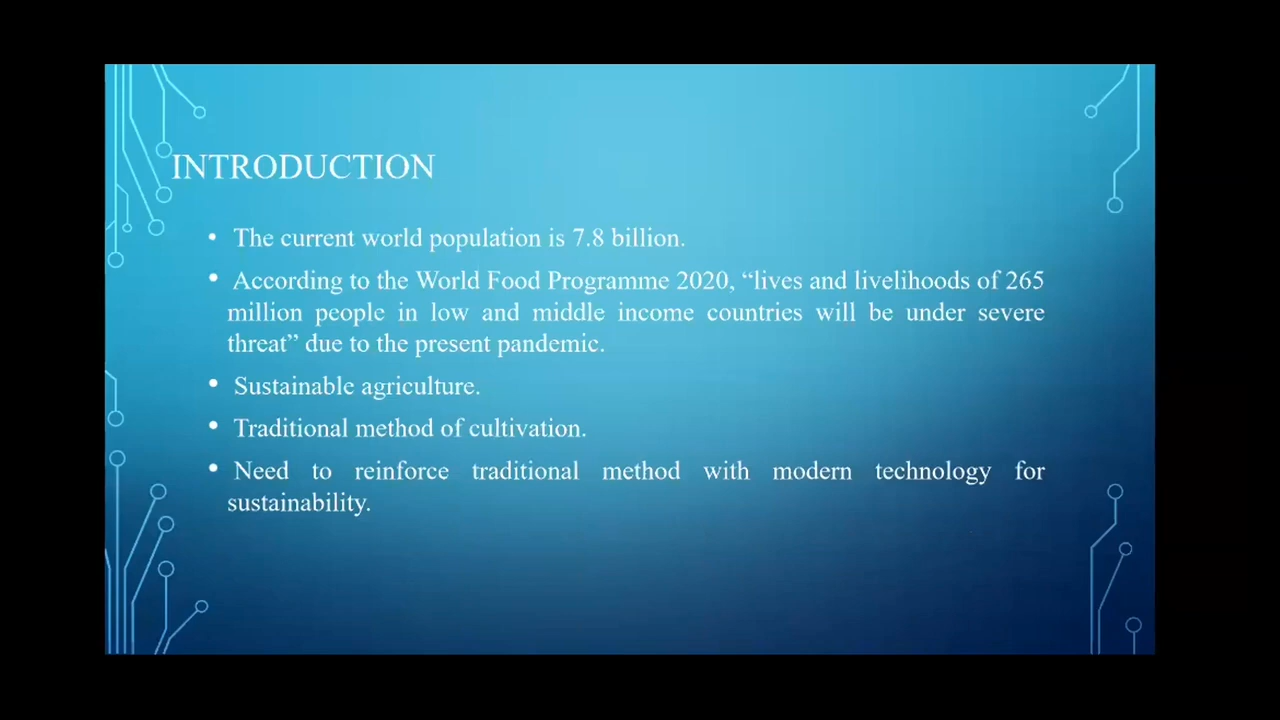 INTRODUCTION
• The current world population is 7.8 billion.
• According to the World Food Programme 2020, “lives and livelihoods of 265
million people in low and middle income countries will be under severe
threat” due to the present pandemic.
• Sustainable agriculture.
• Traditional method of cultivation.
• Need to reinforce traditional method with modern technology for
sustainability.